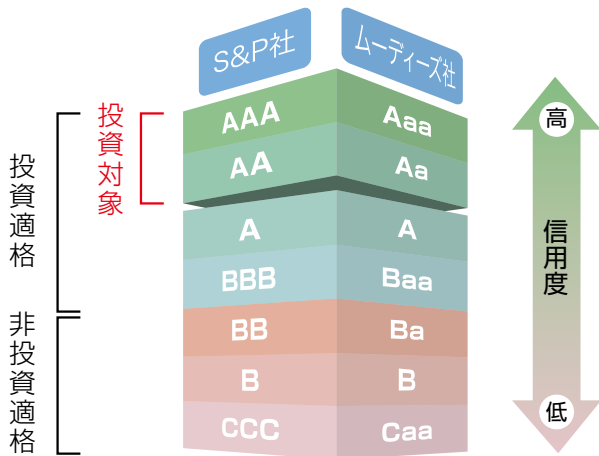 S&P社
ムーディーズ社
投資適格
投資対象
AAA
Aaa
AA
Aa
A
A
BBB
Baa
非投資適格
BB
Ba
B
B
CCC
Caa
高
信用度
低